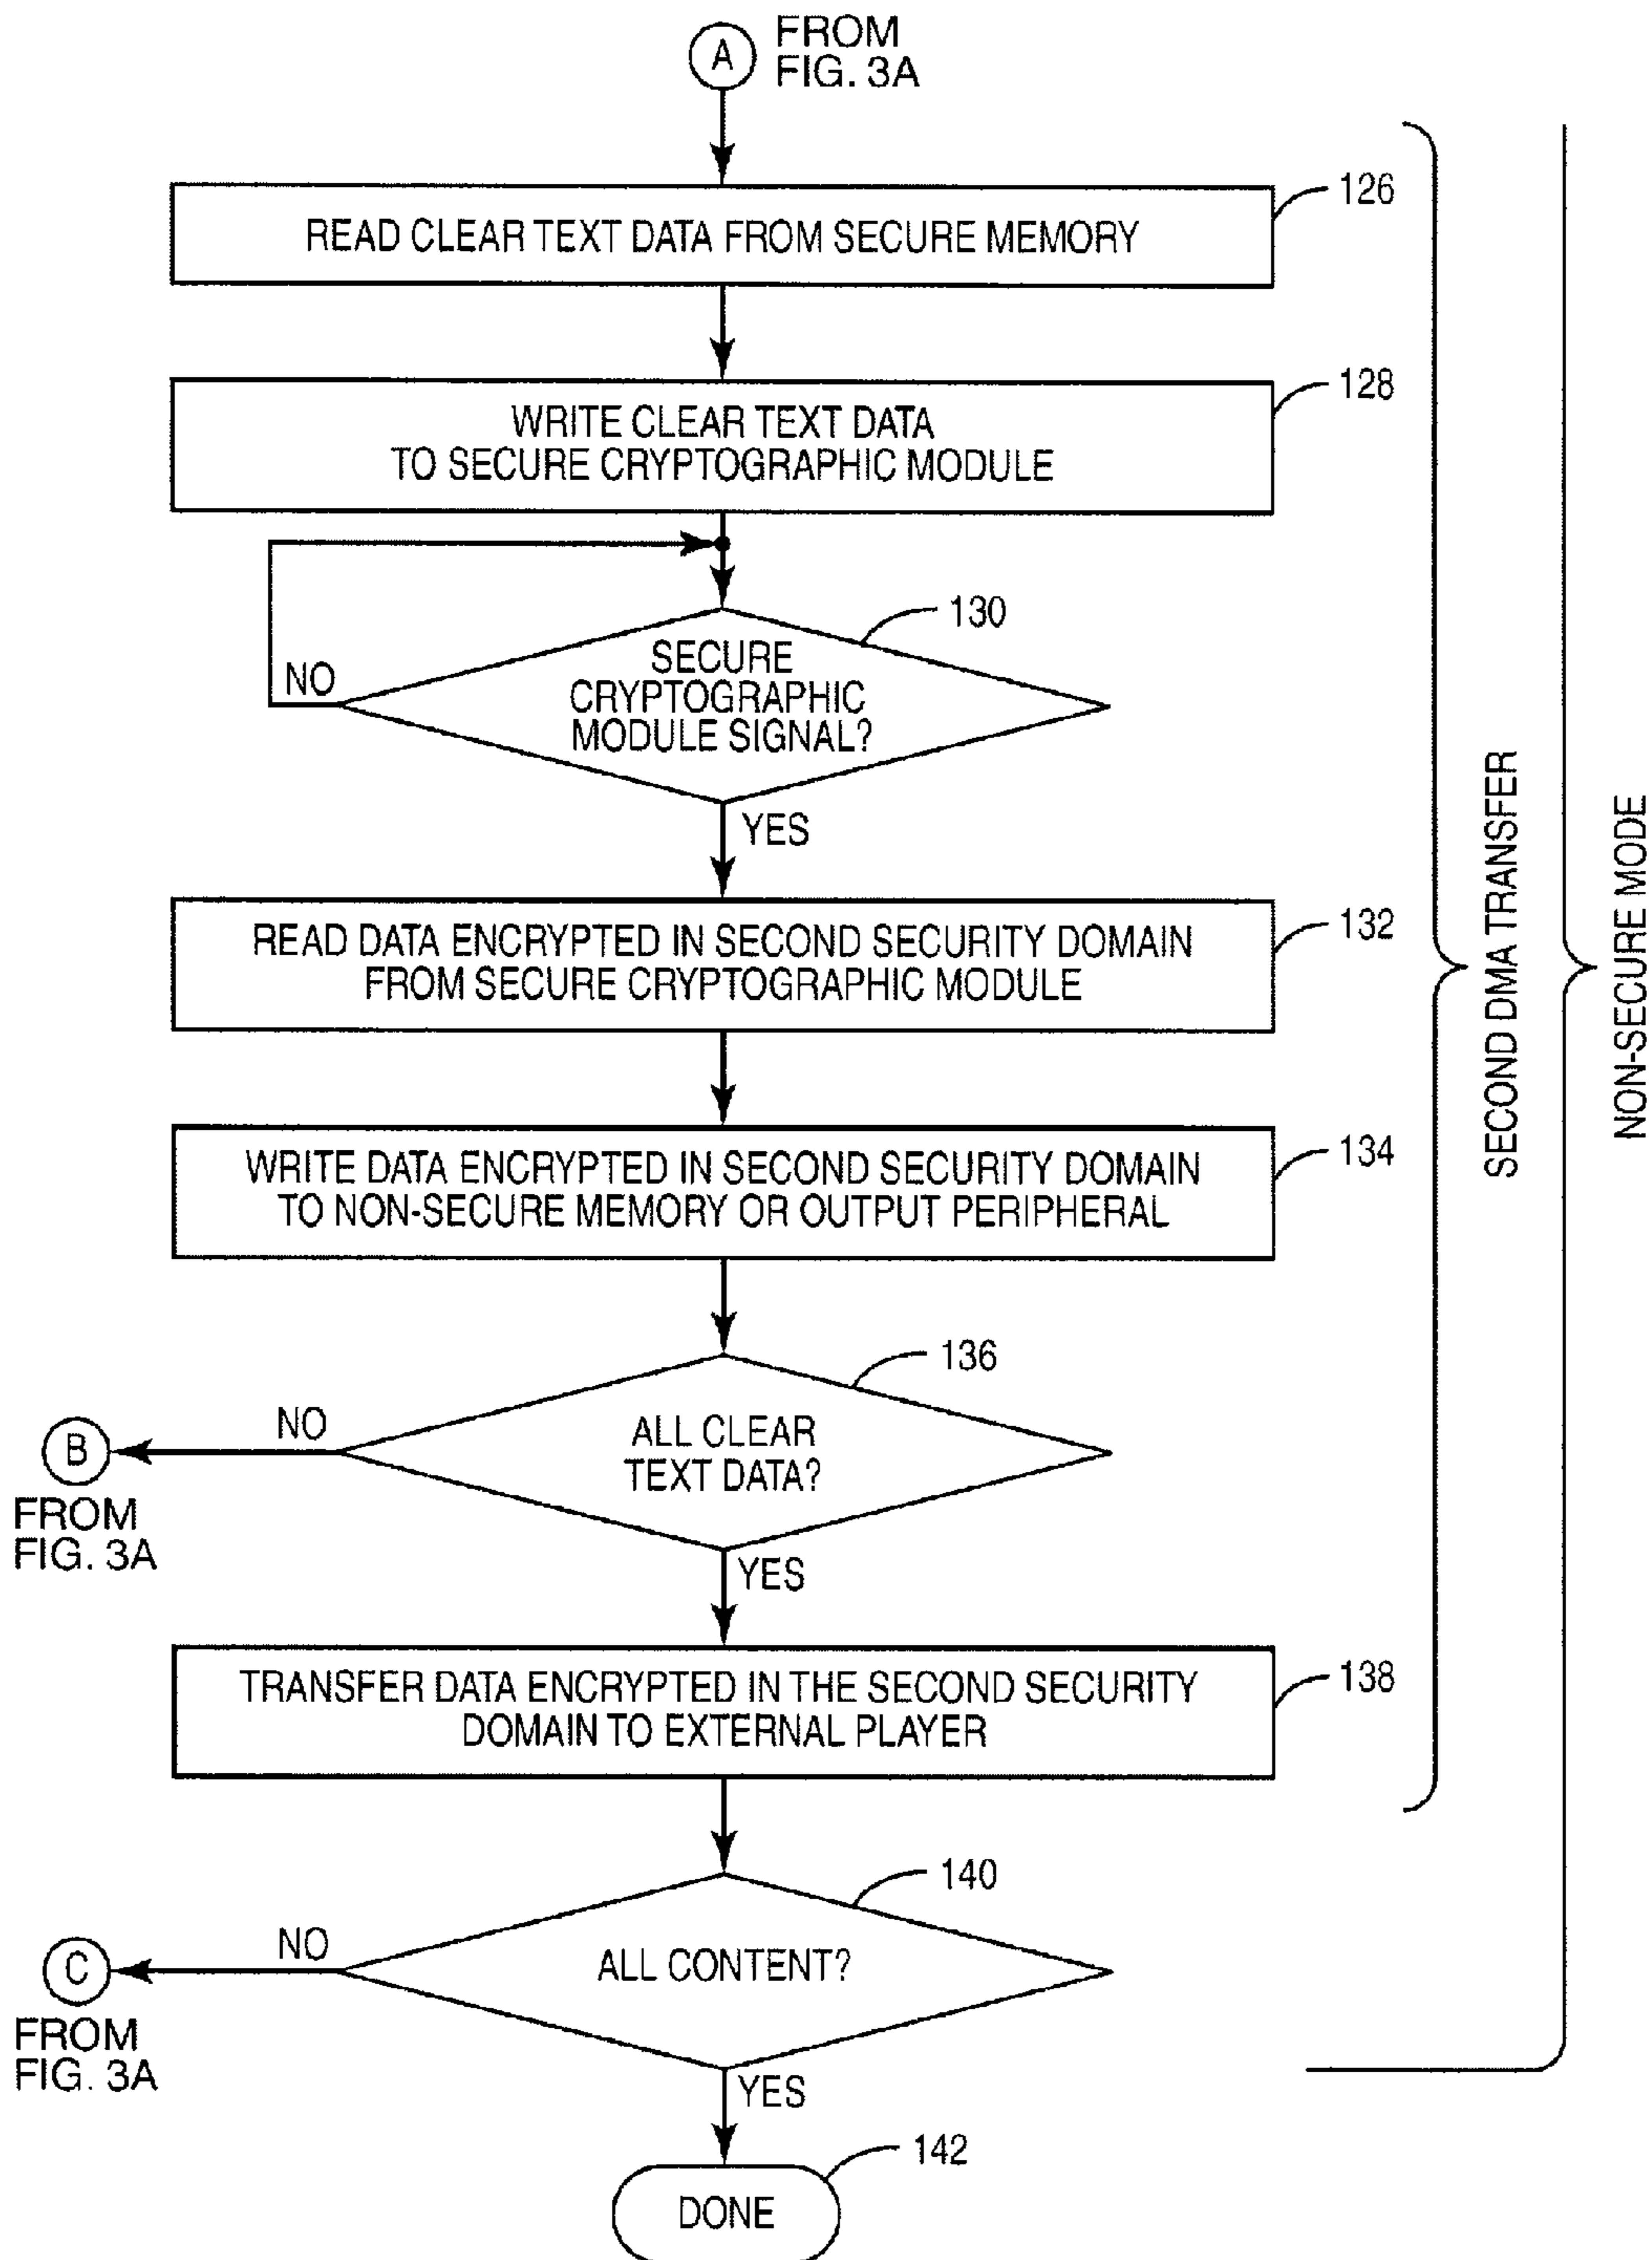 A
FROM
FIG. 3A
126
READ CLEAR TEXT DATA FROM SECURE MEMORY
128
WRITE CLEAR TEXT DATA
TO SECURE CRYPTOGRAPHIC MODULE
130
SECURE
CRYPTOGRAPHIC
MODULE SIGNAL?
NO
YES
132
READ DATA ENCRYPTED IN SECOND SECURITY DOMAIN
FROM SECURE CRYPTOGRAPHIC MODULE
134
WRITE DATA ENCRYPTED IN SECOND SECURITY DOMAIN
TO NON-SECURE MEMORY OR OUTPUT PERIPHERAL
136
ALL CLEAR
TEXT DATA?
NO
B
FROM
FIG. 3A
YES
138
TRANSFER DATA ENCRYPTED IN THE SECOND SECURITY
DOMAIN TO EXTERNAL PLAYER
140
ALL CONTENT?
NO
C
FROM
FIG. 3A
YES
142
DONE
SECOND DMA TRANSFER
NON-SECURE MODE